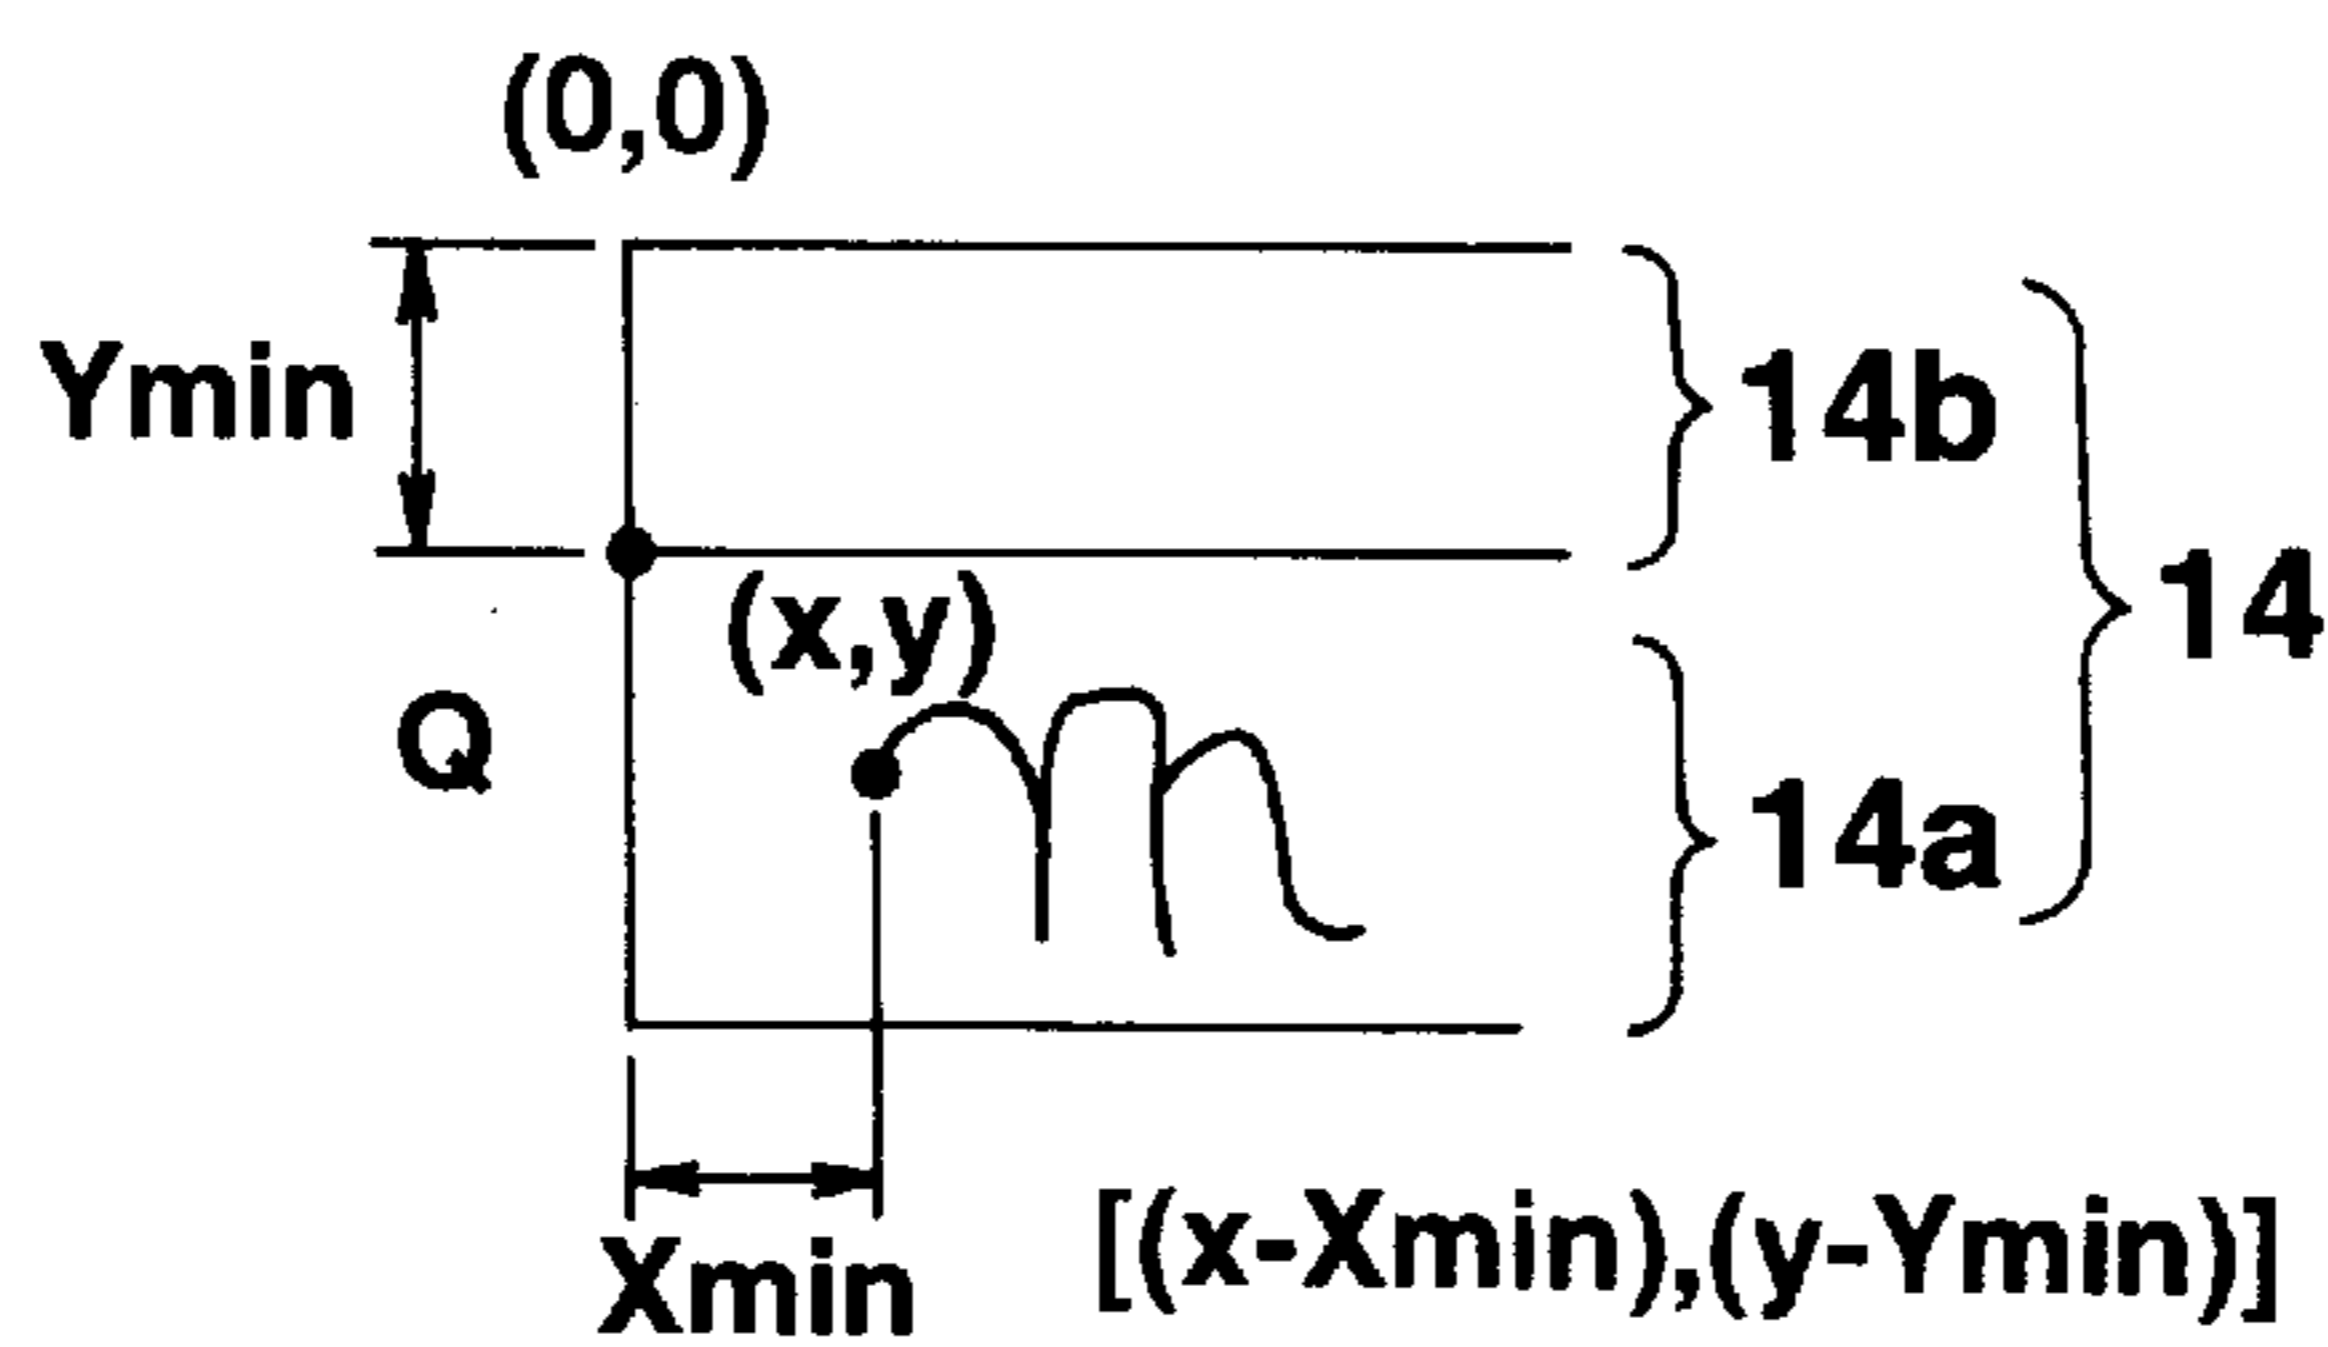 (0,0)
Ymin
14b
14
(x,y)
Q
14a
Xmin
[(x-Xmin),(y-Ymin)]